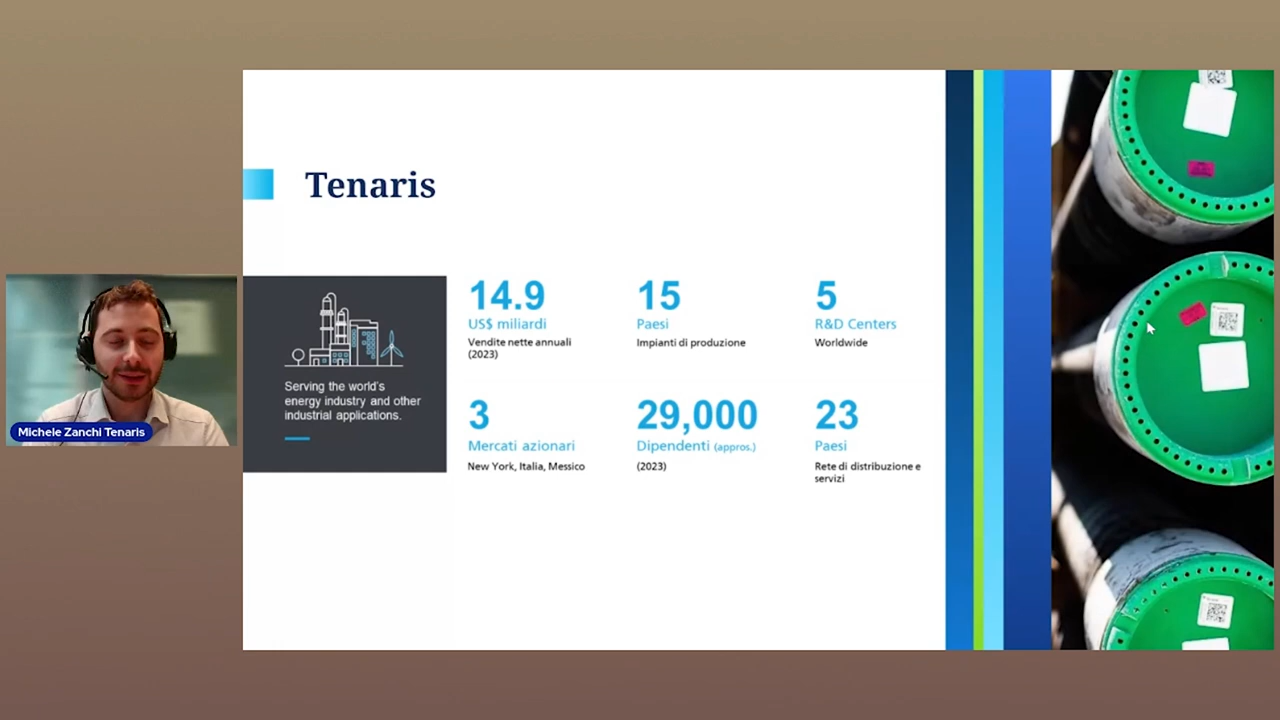 Tenaris
Serving the world's
energy industry and other
industrial applications.
14.9
US$ miliardi
Vendite nette annuali
(2023)
15
Paesi
Impianti di produzione
5
R&D Centers
Worldwide
3
Mercati azionari
New York, Italia, Messico
29,000
Dipendenti (appros.)
(2023)
23
Paesi
Rete di distribuzione e
servizi
Michele Zanchi Tenaris